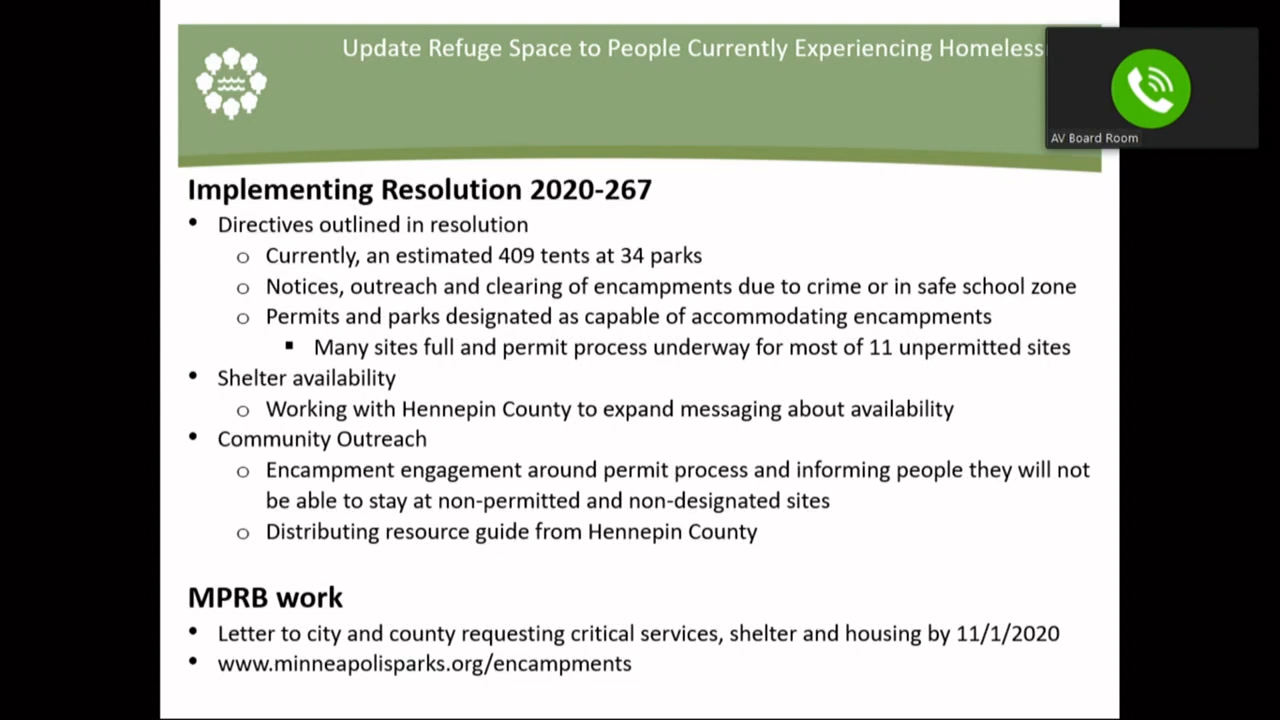 Update Refuge Space to People Currently Experiencing Homeless
AV Board Room
Implementing Resolution 2020-267
• Directives outlined in resolution
o Currently, an estimated 409 tents at 34 parks
o Notices, outreach and clearing of encampments due to crime or in safe school zone
o Permits and parks designated as capable of accommodating encampments
▪ Many sites full and permit process underway for most of 11 unpermitted sites
• Shelter availability
o Working with Hennepin County to expand messaging about availability
• Community Outreach
o Encampment engagement around permit process and informing people they will not
be able to stay at non-permitted and non-designated sites
o Distributing resource guide from Hennepin County
MPRB work
• Letter to city and county requesting critical services, shelter and housing by 11/1/2020
• www.minneapolisparks.org/encampments